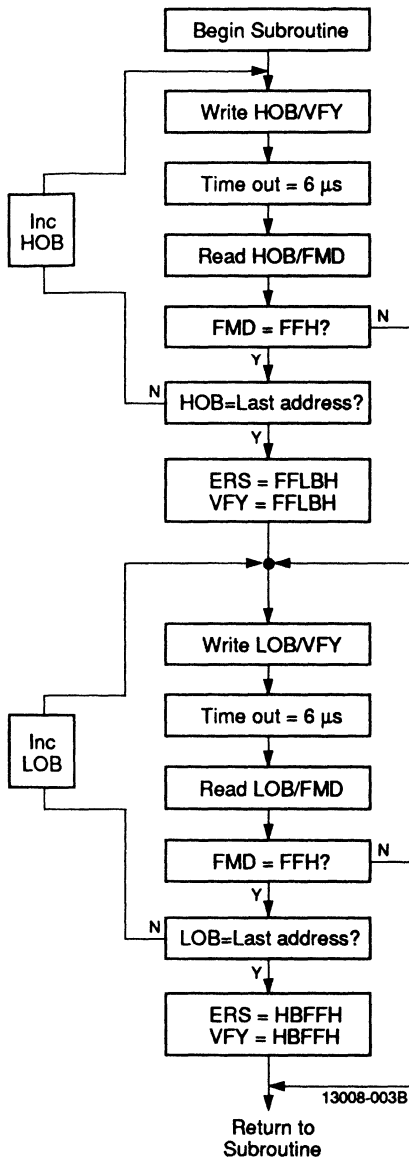 Begin Subroutine
Write HOB/VFY
Time out = 6 µs
Inc
HOB
Read HOB/FMD
FMD = FFH?
N
Y
N
HOB=Last address?
Y
ERS = FFLBH
VFY = FFLBH
Write LOB/VFY
Time out = 6 µs
Inc
LOB
Read LOB/FMD
FMD = FFH?
N
Y
N
LOB=Last address?
Y
ERS = HBFFH
VFY = HBFFH
13008-003B
Return to
Subroutine